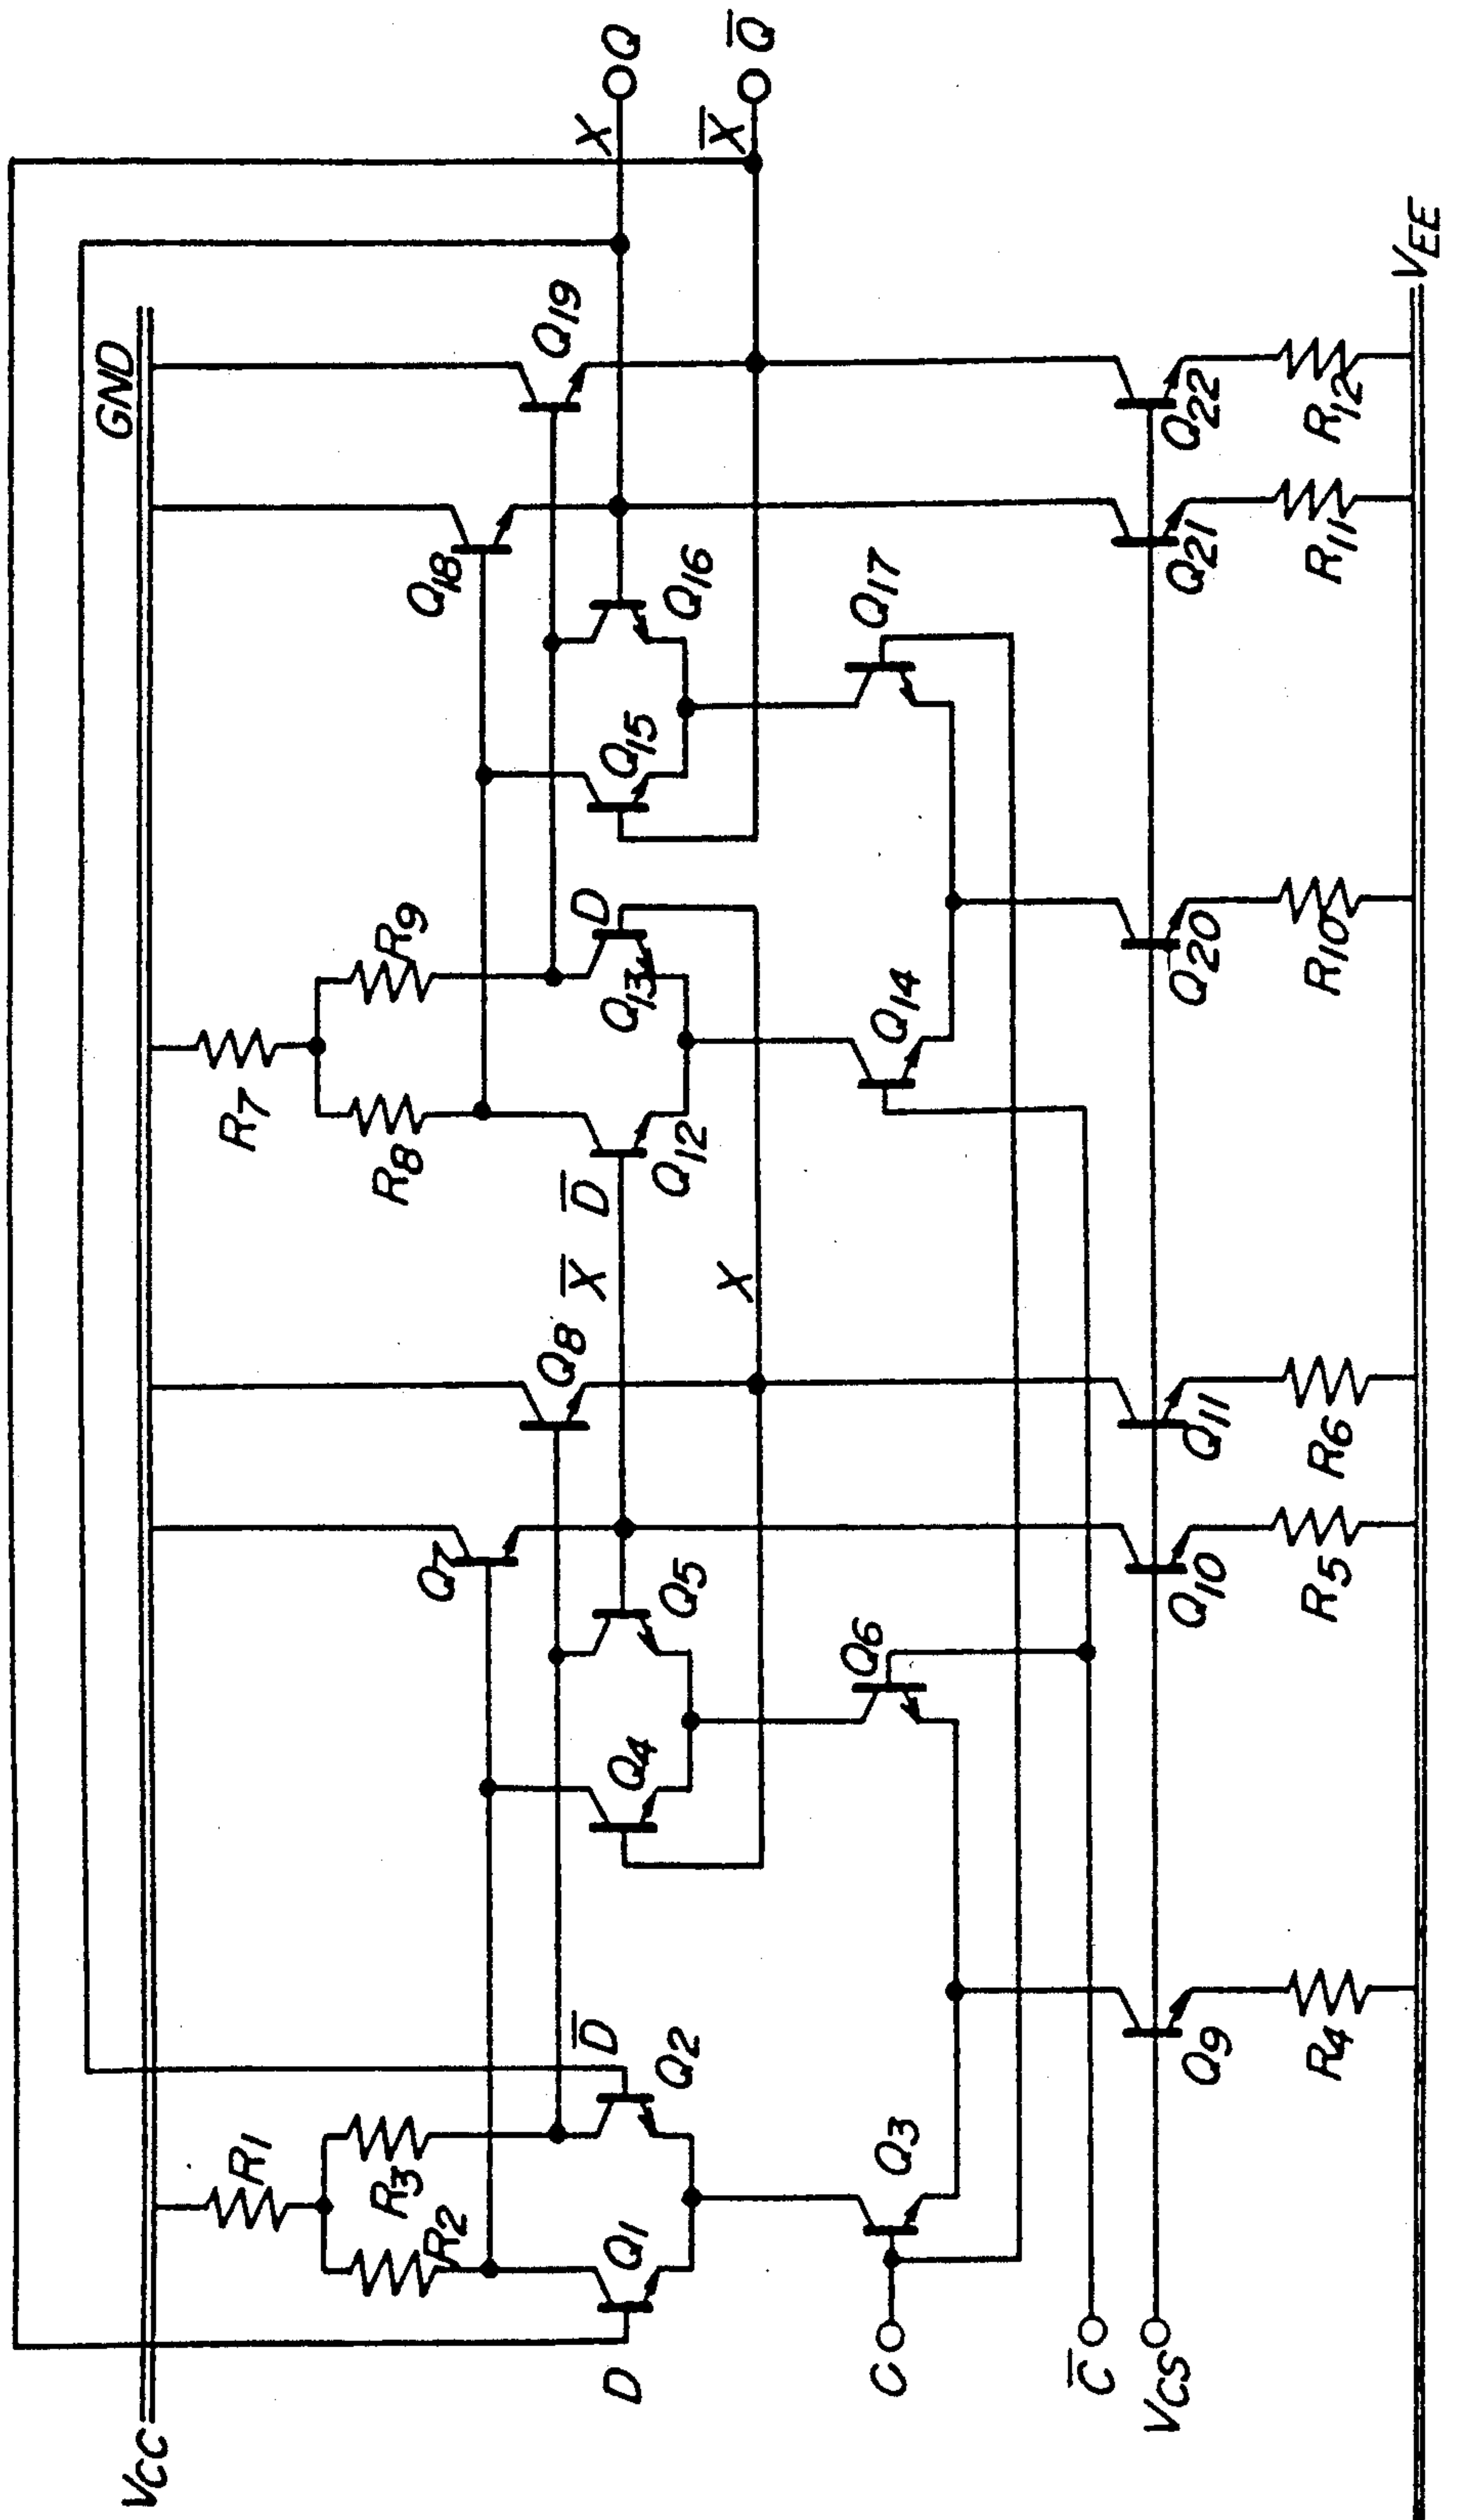 VCC
GND
R1
R3
R2
R7
R9
R8
Q7
Q8
Q18
Q19
D
Q1
D̅
Q2
Q4
Q5
X̅
X
D̅
Q12
D
Q13
Q15
Q16
X
Q
X̅
Q̅
C
Q3
Q6
Q14
Q17
C̅
VCS
Q9
Q10
Q11
Q20
Q21
Q22
R4
R5
R6
R10
R11
R12
VEE